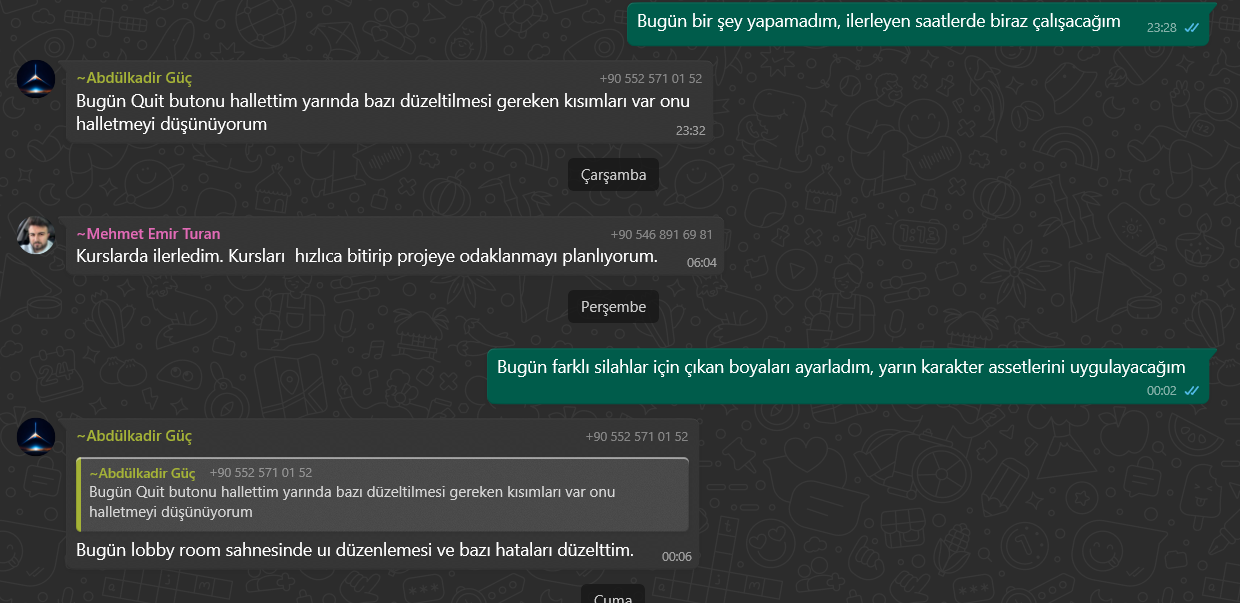 Bugün bir şey yapamadım, ilerleyen saatlerde biraz çalışacağım
23:28
~Abdülkadir Güç +90 552 571 01 52
Bugün Quit butonu hallettim yarında bazı düzeltilmesi gereken kısımları var onu
halletmeyi düşünüyorum
23:32
Çarşamba
~Mehmet Emir Turan +90 546 891 69 81
Kurslarda ilerledim. Kursları  hızlıca bitirip projeye odaklanmayı planlıyorum.
06:04
Perşembe
Bugün farklı silahlar için çıkan boyaları ayarladım, yarın karakter assetlerini uygulayacağım
00:02
~Abdülkadir Güç +90 552 571 01 52
~Abdülkadir Güç +90 552 571 01 52
Bugün Quit butonu hallettim yarında bazı düzeltilmesi gereken kısımları var onu
halletmeyi düşünüyorum
Bugün lobby room sahnesinde uı düzenlemesi ve bazı hataları düzelttim.
00:06
Cuma